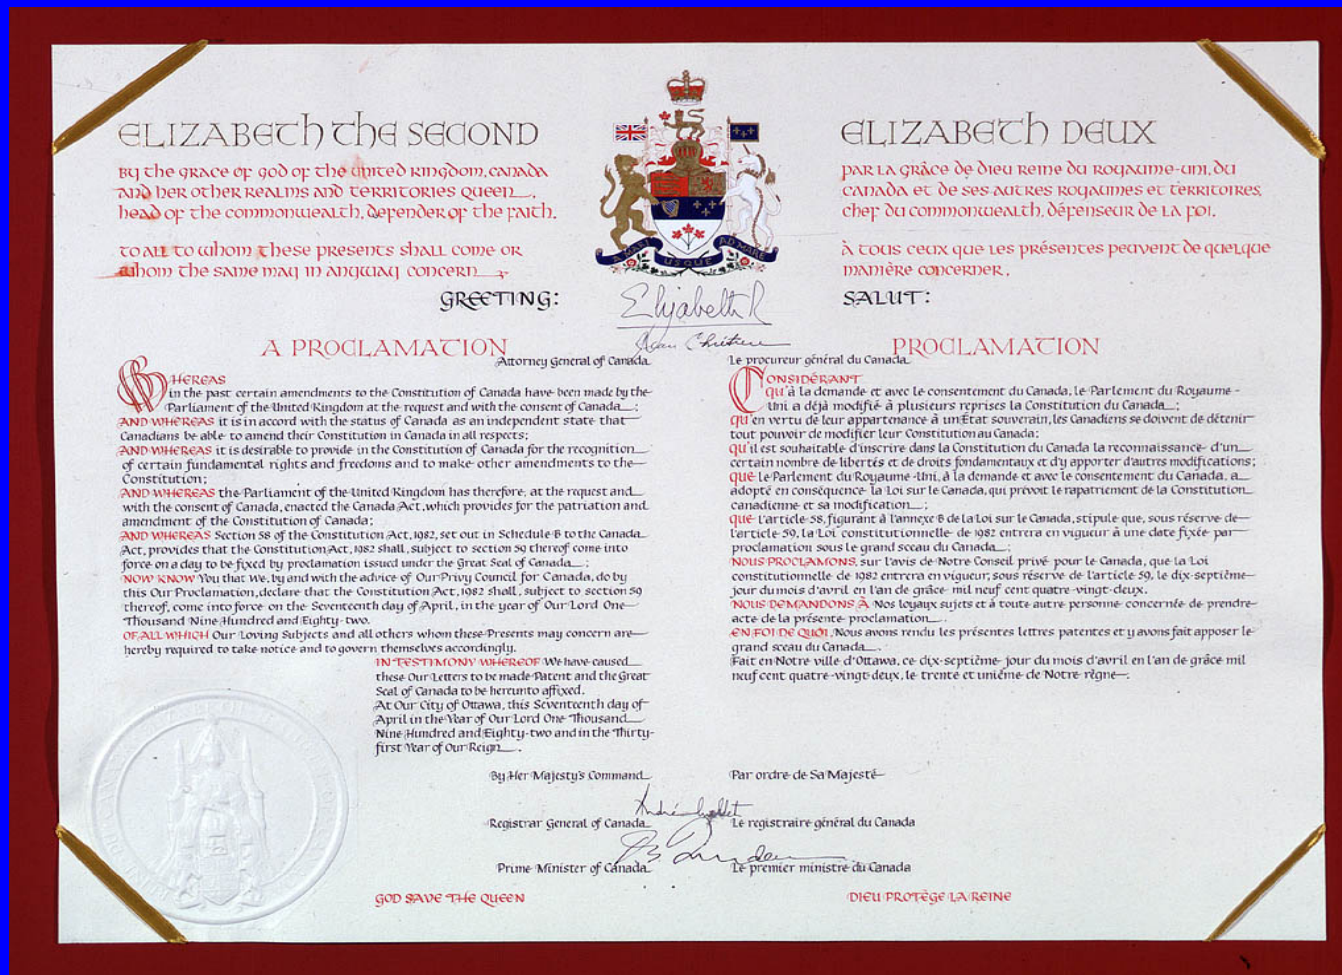 ELIZABETH THE SECOND
BY THE GRACE OF GOD OF THE UNITED KINGDOM, CANADA
AND HER OTHER REALMS AND TERRITORIES QUEEN,
HEAD OF THE COMMONWEALTH, DEFENDER OF THE FAITH.
TO ALL TO WHOM THESE PRESENTS SHALL COME OR
WHOM THE SAME MAY IN ANYWAY CONCERN
GREETING:
A MARI USQUE AD MARE
ELIZABETH DEUX
PAR LA GRÂCE DE DIEU REINE DU ROYAUME-UNI, DU
CANADA ET DE SES AUTRES ROYAUMES ET TERRITOIRES,
CHEF DU COMMONWEALTH, DÉFENSEUR DE LA FOI.
À TOUS CEUX QUE LES PRÉSENTES PEUVENT DE QUELQUE
MANIÈRE CONCERNER,
SALUT:
Elizabeth R
Jean Chrétien
A PROCLAMATION
Attorney General of Canada
WHEREAS
in the past certain amendments to the Constitution of Canada have been made by the
Parliament of the United Kingdom at the request and with the consent of Canada;
AND WHEREAS it is in accord with the status of Canada as an independent state that
Canadians be able to amend their Constitution in Canada in all respects;
AND WHEREAS it is desirable to provide in the Constitution of Canada for the recognition
of certain fundamental rights and freedoms and to make other amendments to the
Constitution;
AND WHEREAS the Parliament of the United Kingdom has therefore, at the request and
with the consent of Canada, enacted the Canada Act, which provides for the patriation and
amendment of the Constitution of Canada;
AND WHEREAS Section 58 of the Constitution Act, 1982, set out in Schedule B to the Canada
Act, provides that the Constitution Act, 1982 shall, subject to section 59 thereof come into
force on a day to be fixed by proclamation issued under the Great Seal of Canada;
NOW KNOW You that We, by and with the advice of Our Privy Council for Canada, do by
this Our Proclamation, declare that the Constitution Act, 1982 shall, subject to section 59
thereof, come into force on the Seventeenth day of April, in the year of Our Lord One
Thousand Nine Hundred and Eighty-two.
OF ALL WHICH Our Loving Subjects and all others whom these Presents may concern are
hereby required to take notice and to govern themselves accordingly.
IN TESTIMONY WHEREOF We have caused
these Our Letters to be made Patent and the Great
Seal of Canada to be hereunto affixed.
At Our City of Ottawa, this Seventeenth day of
April in the Year of Our Lord One Thousand
Nine Hundred and Eighty-two and in the Thirty-
first Year of Our Reign.
By Her Majesty's Command
Registrar General of Canada
Prime Minister of Canada
GOD SAVE THE QUEEN
PROCLAMATION
Le procureur général du Canada
CONSIDÉRANT
QU'à la demande et avec le consentement du Canada, le Parlement du Royaume-
Uni a déjà modifié à plusieurs reprises la Constitution du Canada;
QU'en vertu de leur appartenance à un État souverain, les Canadiens se doivent de détenir
tout pouvoir de modifier leur Constitution au Canada;
QU'il est souhaitable d'inscrire dans la Constitution du Canada la reconnaissance d'un
certain nombre de libertés et de droits fondamentaux et d'y apporter d'autres modifications;
QUE le Parlement du Royaume-Uni, à la demande et avec le consentement du Canada, a
adopté en conséquence la Loi sur le Canada, qui prévoit le rapatriement de la Constitution
canadienne et sa modification;
QUE l'article 58, figurant à l'annexe B de la Loi sur le Canada, stipule que, sous réserve de
l'article 59, la Loi constitutionnelle de 1982 entrera en vigueur à une date fixée par
proclamation sous le grand sceau du Canada;
NOUS PROCLAMONS, sur l'avis de Notre Conseil privé pour le Canada, que la Loi
constitutionnelle de 1982 entrera en vigueur, sous réserve de l'article 59, le dix-septième
jour du mois d'avril en l'an de grâce mil neuf cent quatre-vingt-deux.
NOUS DEMANDONS À Nos loyaux sujets et à toute autre personne concernée de prendre
acte de la présente proclamation.
EN FOI DE QUOI, Nous avons rendu les présentes lettres patentes et y avons fait apposer le
grand sceau du Canada.
Fait en Notre ville d'Ottawa, ce dix-septième jour du mois d'avril en l'an de grâce mil
neuf cent quatre-vingt-deux, le trente et unième de Notre règne.
Par ordre de Sa Majesté
André Ouellet
Le registraire général du Canada
Le premier ministre du Canada
DIEU PROTÈGE LA REINE